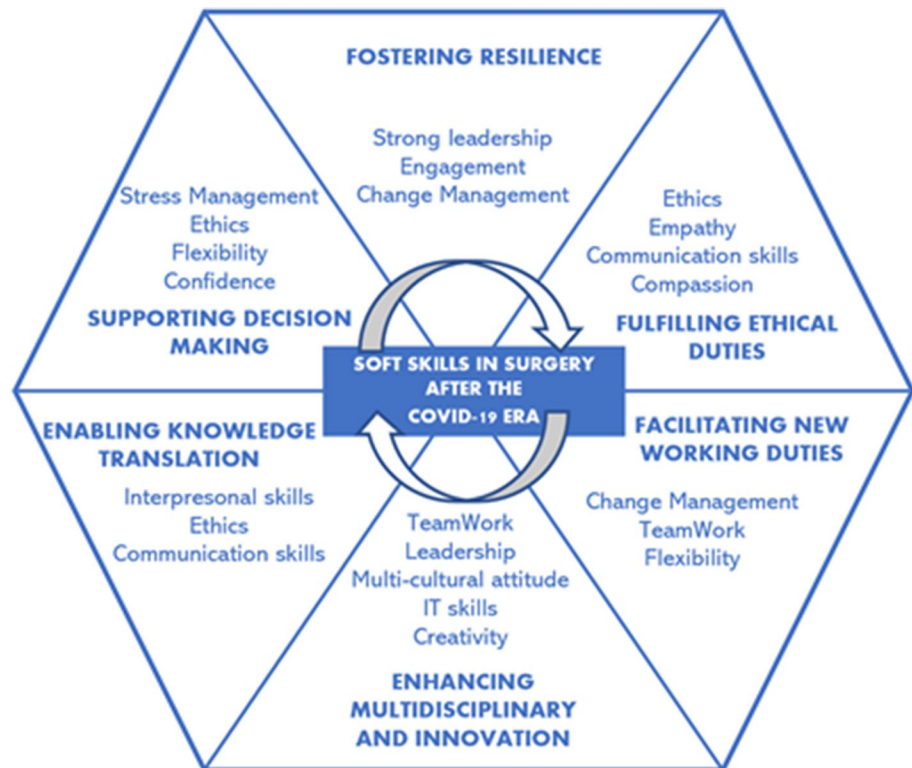 FOSTERING RESILIENCE
Strong leadership
Engagement
Change Management
Stress Management
Ethics
Flexibility
Confidence
SUPPORTING DECISION
MAKING
Ethics
Empathy
Communication skills
Compassion
FULFILLING ETHICAL
DUTIES
SOFT SKILLS IN SURGERY
AFTER THE
COVID-19 ERA
ENABLING KNOWLEDGE
TRANSLATION
Interpresonal skills
Ethics
Communication skills
FACILITATING NEW
WORKING DUTIES
Change Management
TeamWork
Flexibility
TeamWork
Leadership
Multi-cultural attitude
IT skills
Creativity
ENHANCING
MULTIDISCIPLINARY
AND INNOVATION